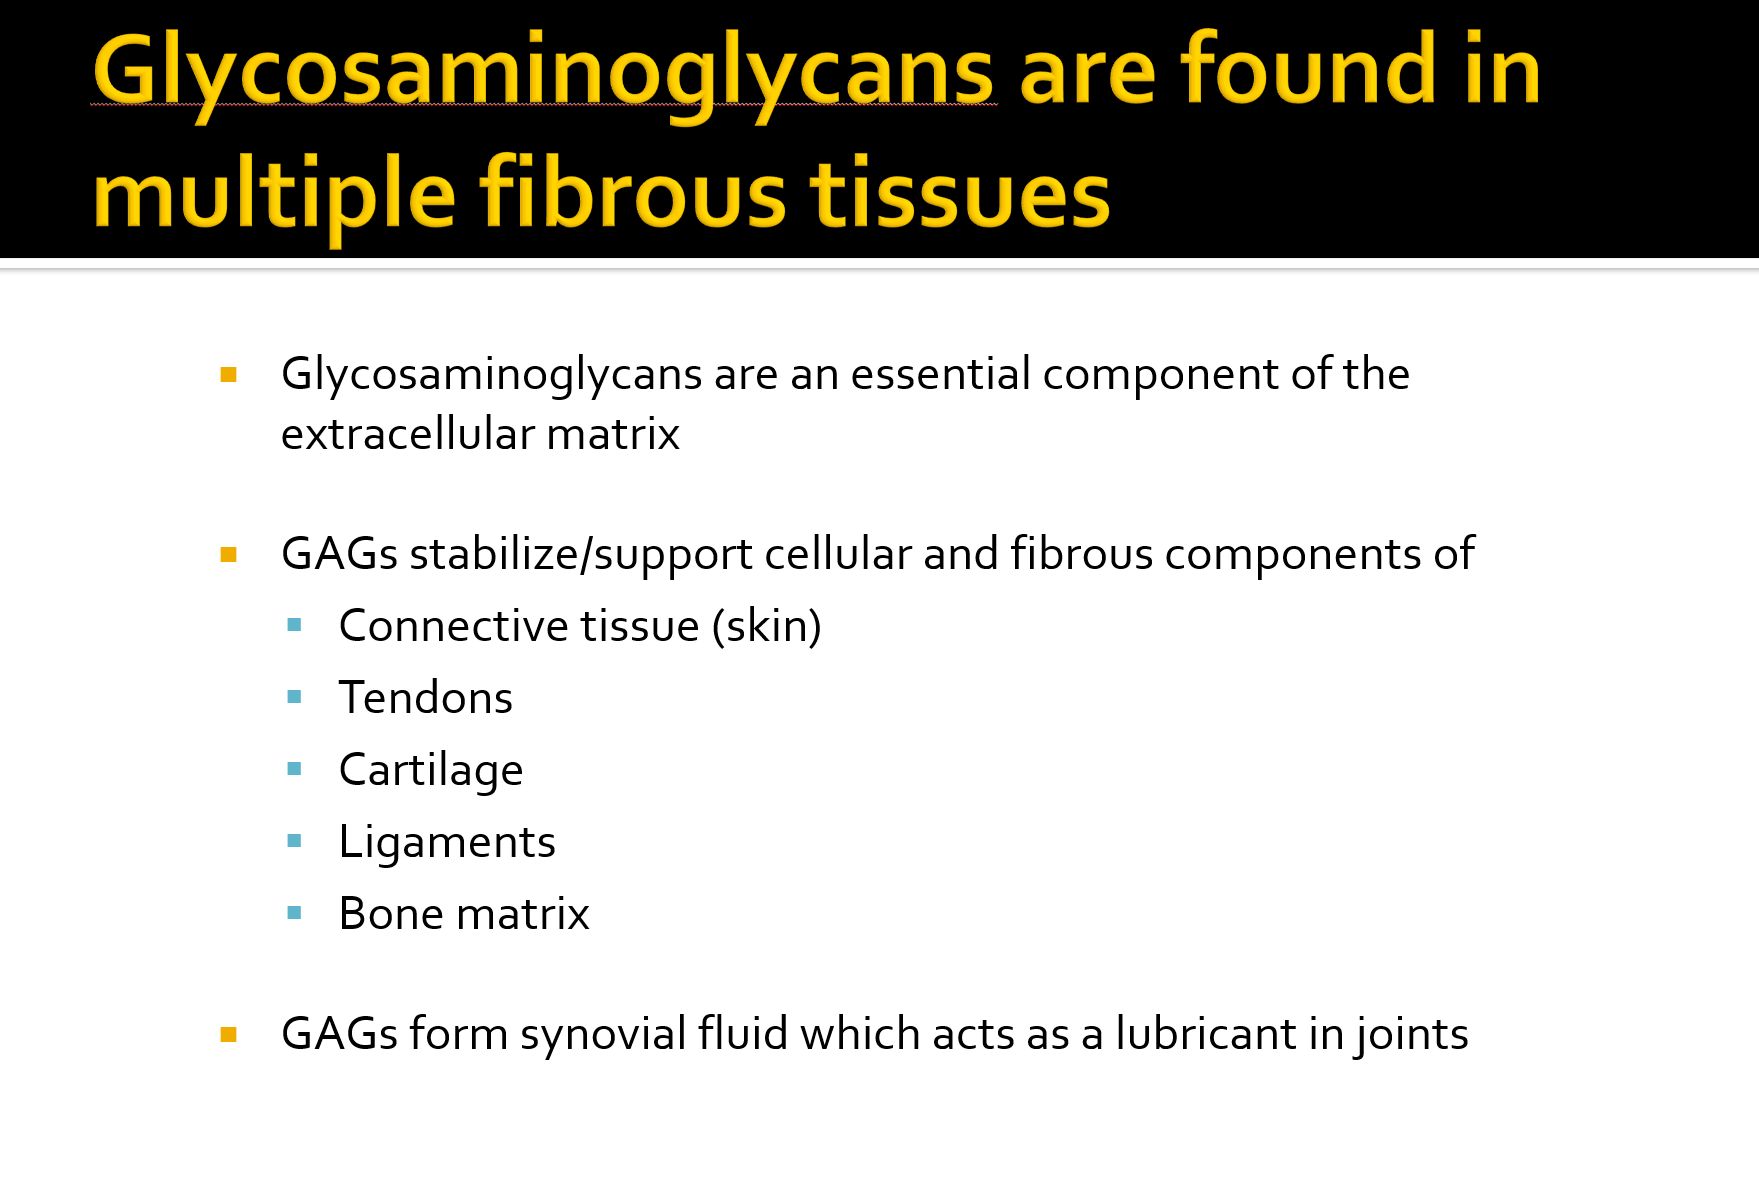 Glycosaminoglycans are found in
multiple fibrous tissues
Glycosaminoglycans are an essential component of the
extracellular matrix
GAGs stabilize/support cellular and fibrous components of
Connective tissue (skin)
Tendons
Cartilage
Ligaments
Bone matrix
GAGs form synovial fluid which acts as a lubricant in joints